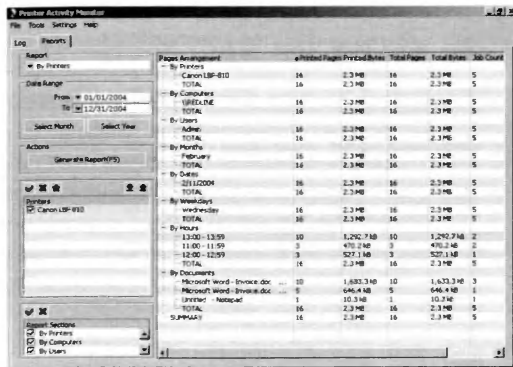 Printer Activity Monitor
File Tools Settings Help
Log Reports
Report
By Printers
Date Range
From 01/01/2004
To 12/31/2004
Select Month Select Year
Actions
Generate Report(F5)
Printers
Canon LBP-810
Report Sections
By Printers
By Computers
By Users
Pages Arrangement e Printed Pages Printed Bytes Total Pages Total Bytes Job Count
By Printers
Canon LBP-810 16 2.3 MB 16 2.3 MB 5
TOTAL 16 2.3 MB 16 2.3 MB 5
By Computers
\\REDLINE 16 2.3 MB 16 2.3 MB 5
TOTAL 16 2.3 MB 16 2.3 MB 5
By Users
Admin 16 2.3 MB 16 2.3 MB 5
TOTAL 16 2.3 MB 16 2.3 MB 5
By Months
February 16 2.3 MB 16 2.3 MB 5
TOTAL 16 2.3 MB 16 2.3 MB 5
By Dates
2/11/2004 16 2.3 MB 16 2.3 MB 5
TOTAL 16 2.3 MB 16 2.3 MB 5
By Weekdays
Wednesday 16 2.3 MB 16 2.3 MB 5
TOTAL 16 2.3 MB 16 2.3 MB 5
By Hours
13:00 - 13:59 10 1,292.7 kB 10 1,292.7 kB 2
11:00 - 11:59 3 470.2 kB 3 470.2 kB 2
12:00 - 12:59 3 527.1 kB 3 527.1 kB 1
TOTAL 16 2.3 MB 16 2.3 MB 5
By Documents
Microsoft Word - Invoice.doc ... 10 1,633.3 kB 10 1,633.3 kB 3
Microsoft Word - Invoice.doc ... 5 646.4 kB 5 646.4 kB 1
Untitled - Notepad 1 10.3 kB 1 10.3 kB 1
TOTAL 16 2.3 MB 16 2.3 MB 5
SUMMARY 16 2.3 MB 16 2.3 MB 5